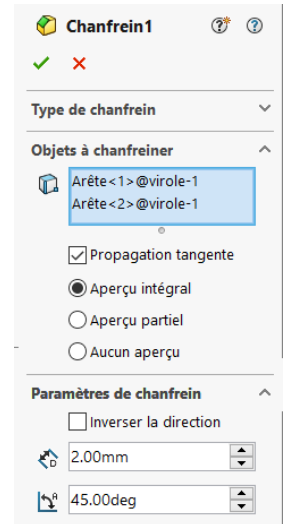 Chanfrein1
Type de chanfrein
Objets à chanfreiner
Arête<1>@virole-1
Arête<2>@virole-1
Propagation tangente
Aperçu intégral
Aperçu partiel
Aucun aperçu
Paramètres de chanfrein
Inverser la direction
D 2.00mm
A 45.00deg